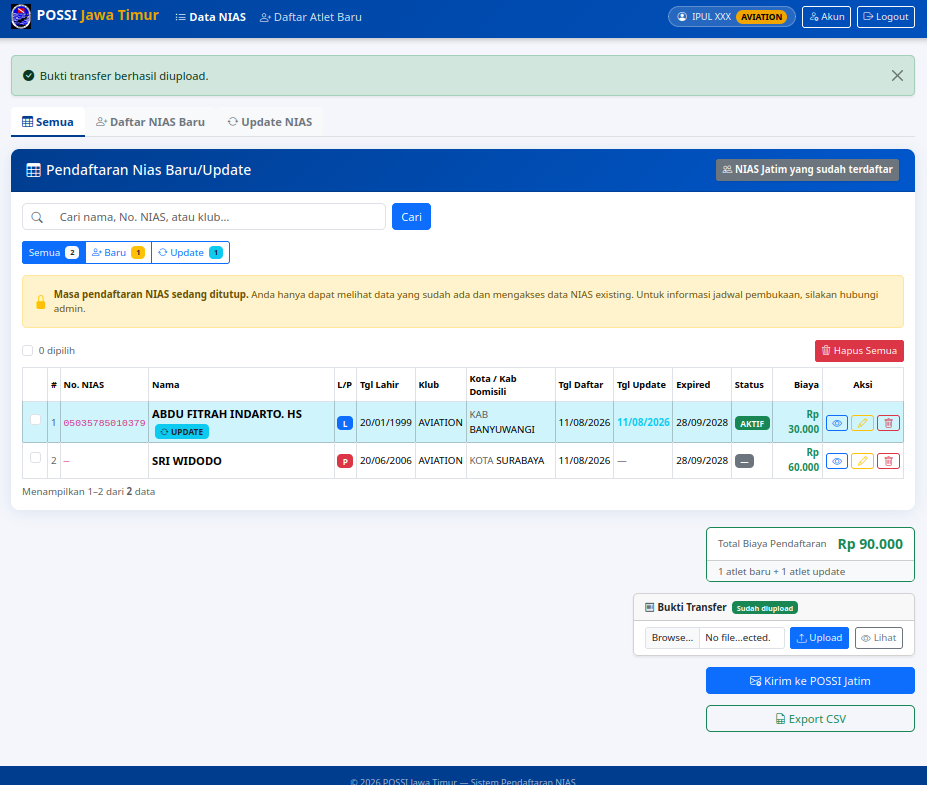 POSSI Jawa Timur Data NIAS Daftar Atlet Baru IPUL XXX AVIATION Akun Logout
Bukti transfer berhasil diupload.
Semua Daftar NIAS Baru Update NIAS
Pendaftaran Nias Baru/Update NIAS Jatim yang sudah terdaftar
Cari nama, No. NIAS, atau klub... Cari
Semua 2 Baru 1 Update 1
Masa pendaftaran NIAS sedang ditutup. Anda hanya dapat melihat data yang sudah ada dan mengakses data NIAS existing. Untuk informasi jadwal pembukaan, silakan hubungi
admin.
0 dipilih Hapus Semua
# No. NIAS Nama L/P Tgl Lahir Klub Kota / Kab Domisili Tgl Daftar Tgl Update Expired Status Biaya Aksi
1 05035785010379 ABDU FITRAH INDARTO. HS UPDATE L 20/01/1999 AVIATION KAB BANYUWANGI 11/08/2026 11/08/2026 28/09/2028 AKTIF Rp 30.000
2 — SRI WIDODO P 20/06/2006 AVIATION KOTA SURABAYA 11/08/2026 — 28/09/2028 — Rp 60.000
Menampilkan 1–2 dari 2 data
Total Biaya Pendaftaran Rp 90.000
1 atlet baru + 1 atlet update
Bukti Transfer Sudah diupload
Browse... No file...ected. Upload Lihat
Kirim ke POSSI Jatim
Export CSV
© 2026 POSSI Jawa Timur — Sistem Pendaftaran NIAS